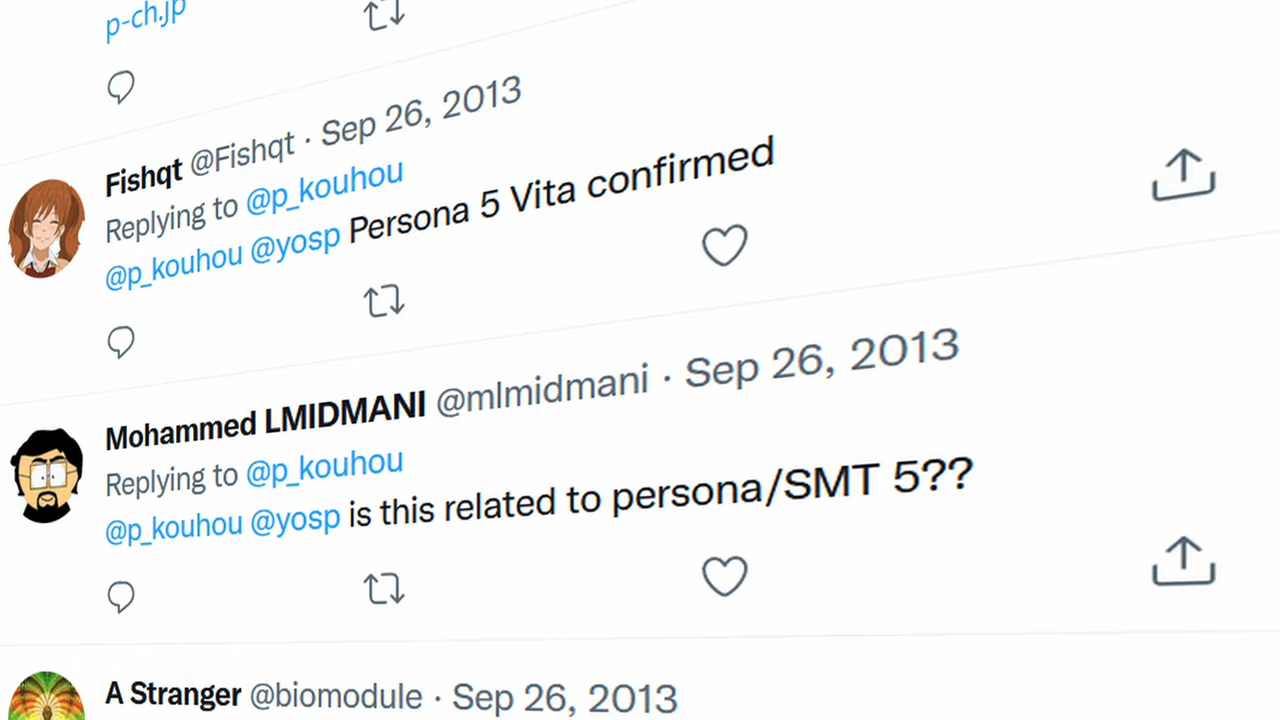 p-ch.jp
Fishqt @Fishqt · Sep 26, 2013
Replying to @p_kouhou
@p_kouhou @yosp Persona 5 Vita confirmed
Mohammed LMIDMANI @mlmidmani · Sep 26, 2013
Replying to @p_kouhou
@p_kouhou @yosp is this related to persona/SMT 5??
A Stranger @biomodule · Sep 26, 2013